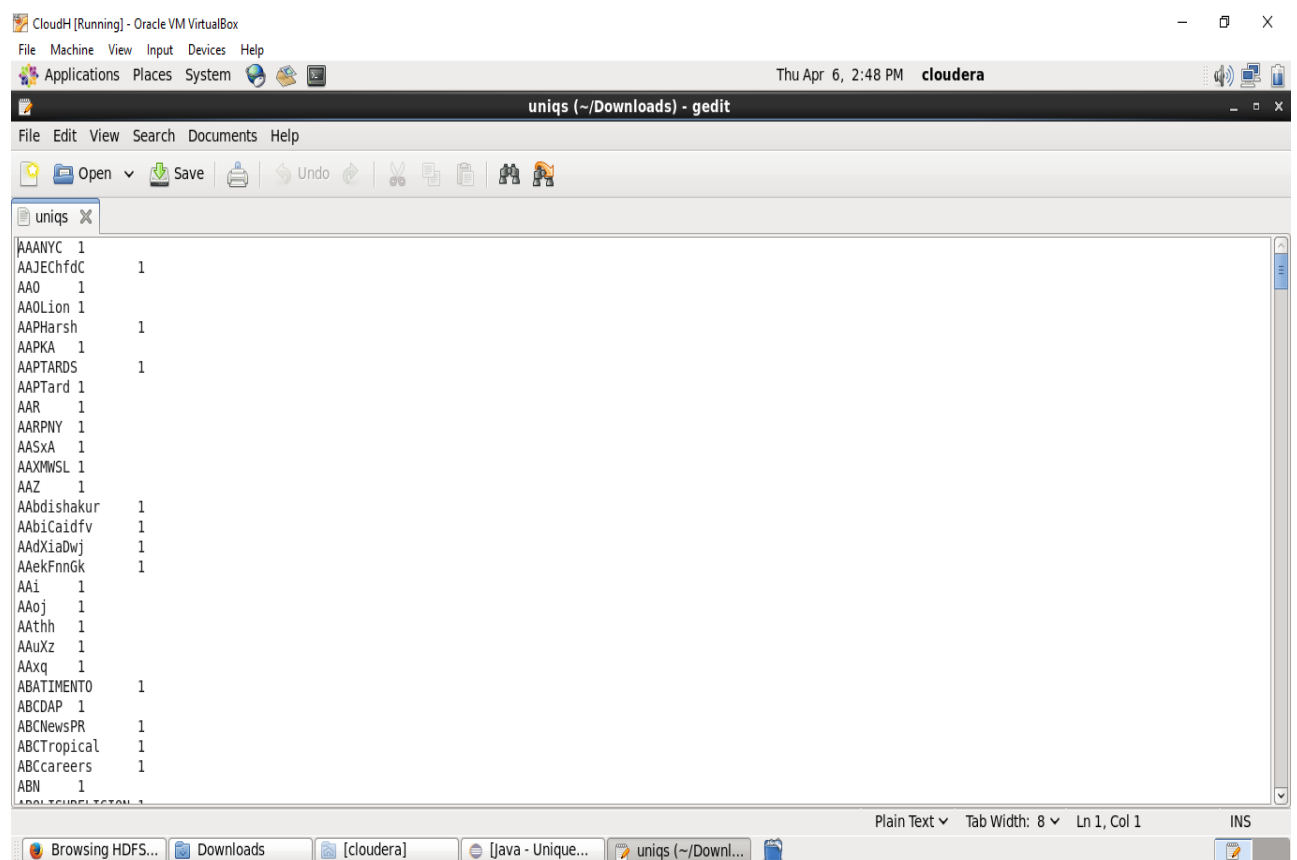 CloudH [Running] - Oracle VM VirtualBox
File Machine View Input Devices Help
Applications Places System Thu Apr 6, 2:48 PM cloudera
uniqs (~/Downloads) - gedit
File Edit View Search Documents Help
Open Save Undo
uniqs
AAANYC 1
AAJEChfdC 1
AAO 1
AAOLion 1
AAPHarsh 1
AAPKA 1
AAPTARDS 1
AAPTard 1
AAR 1
AARPNY 1
AASxA 1
AAXMWSL 1
AAZ 1
AAbdishakur 1
AAbiCaidfv 1
AAdXiaDwj 1
AAekFnnGk 1
AAi 1
AAoj 1
AAthh 1
AAuXz 1
AAxq 1
ABATIMENTO 1
ABCDAP 1
ABCNewsPR 1
ABCTropical 1
ABCcareers 1
ABN 1
ABOLISHRELIGION 1
Plain Text Tab Width: 8 Ln 1, Col 1 INS
Browsing HDFS... Downloads [cloudera] [Java - Unique... uniqs (~/Downl...